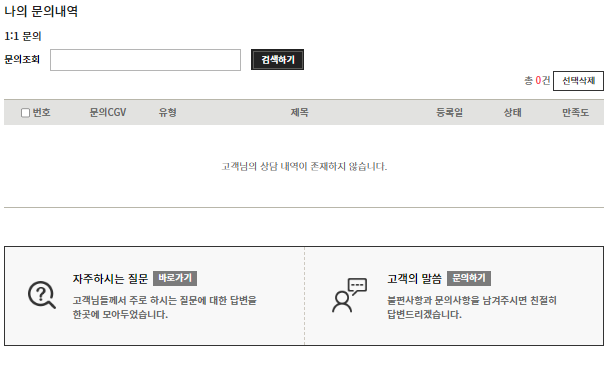 나의 문의내역
1:1 문의
문의조회 검색하기
총 0건 선택삭제
번호 문의CGV 유형 제목 등록일 상태 만족도
고객님의 상담 내역이 존재하지 않습니다.
자주하시는 질문 바로가기
고객님들께서 주로 하시는 질문에 대한 답변을
한곳에 모아두었습니다.
고객의 말씀 문의하기
불편사항과 문의사항을 남겨주시면 친절히
답변드리겠습니다.